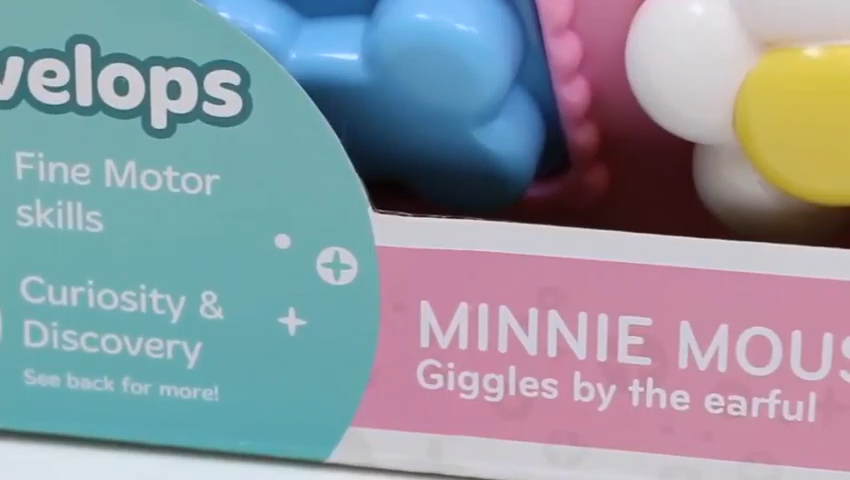 velops
Fine Motor
skills
Curiosity &
Discovery
See back for more!
MINNIE MOUS
Giggles by the earful